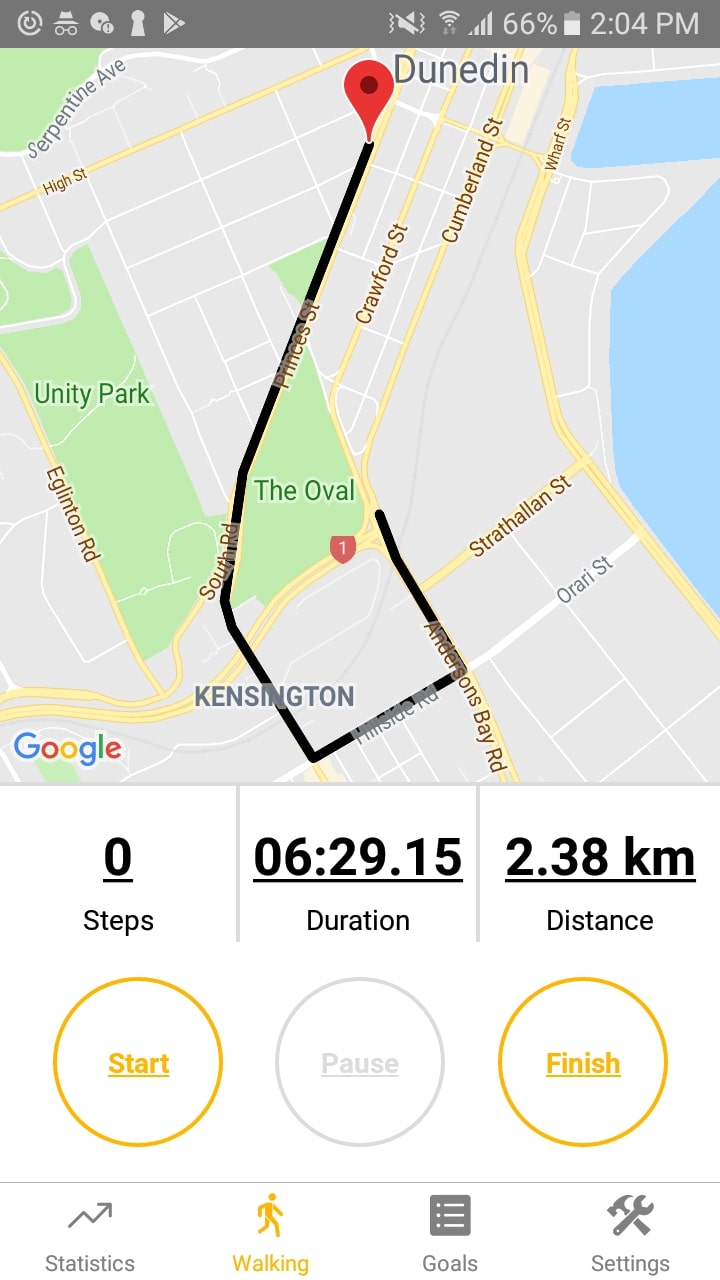 66% 2:04 PM
Dunedin
Serpentine Ave
High St
Wharf St
Cumberland St
Crawford St
Princes St
Unity Park
The Oval
Eglinton Rd
South Rd
1
Strathallan St
Orari St
Andersons Bay Rd
KENSINGTON
Hillside Rd
Google
0 06:29.15 2.38 km
Steps Duration Distance
Start Pause Finish
Statistics Walking Goals Settings